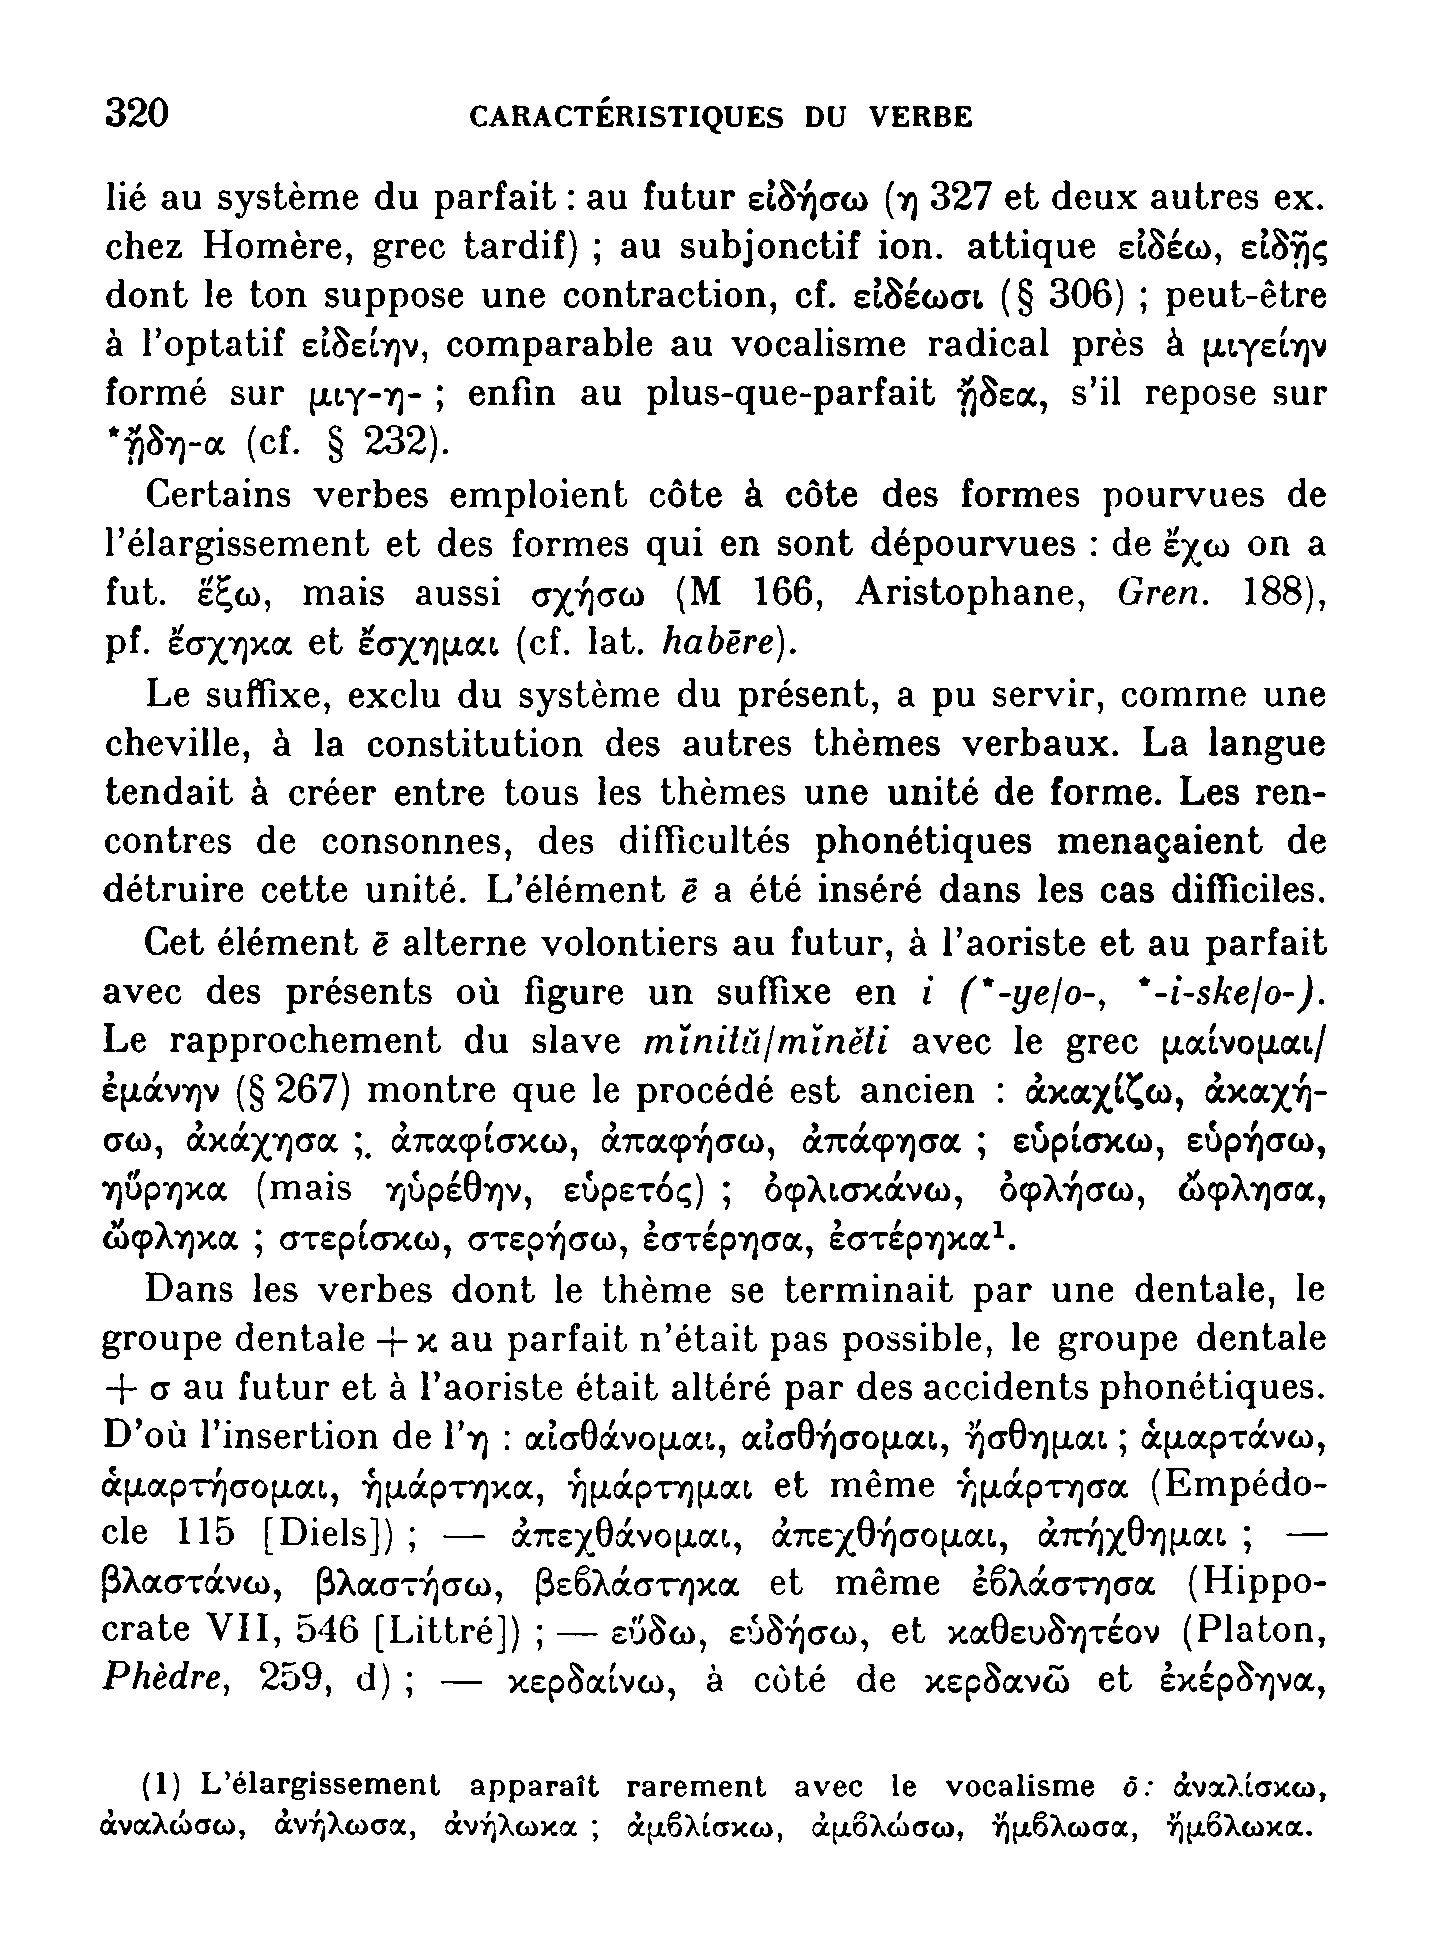 320 CARACTÉRISTIQUES DU VERBE
lié au système du parfait : au futur εἰδήσω (η 327 et deux autres ex.
chez Homère, grec tardif) ; au subjonctif ion. attique εἰδέω, εἰδῇς
dont le ton suppose une contraction, cf. εἰδέωσι (§ 306) ; peut-être
à l’optatif εἰδείην, comparable au vocalisme radical près à μιγείην
formé sur μιγ-η- ; enfin au plus-que-parfait ᾔδεα, s’il repose sur
*ᾔδη-α (cf. § 232).
Certains verbes emploient côte à côte des formes pourvues de
l’élargissement et des formes qui en sont dépourvues : de ἔχω on a
fut. ἕξω, mais aussi σχήσω (M 166, Aristophane, Gren. 188),
pf. ἔσχηκα et ἔσχημαι (cf. lat. habēre).
Le suffixe, exclu du système du présent, a pu servir, comme une
cheville, à la constitution des autres thèmes verbaux. La langue
tendait à créer entre tous les thèmes une unité de forme. Les ren-
contres de consonnes, des difficultés phonétiques menaçaient de
détruire cette unité. L’élément ē a été inséré dans les cas difficiles.
Cet élément ē alterne volontiers au futur, à l’aoriste et au parfait
avec des présents où figure un suffixe en i (*-ye/o-, *-i-ske/o-).
Le rapprochement du slave mĭnitŭ/mĭněti avec le grec μαίνομαι/
ἐμάνην (§ 267) montre que le procédé est ancien : ἀκαχίζω, ἀκαχή-
σω, ἀκάχησα ;. ἀπαφίσκω, ἀπαφήσω, ἀπάφησα ; εὑρίσκω, εὑρήσω,
ηὕρηκα (mais ηὑρέθην, εὑρετός) ; ὀφλισκάνω, ὀφλήσω, ὤφλησα,
ὤφληκα ; στερίσκω, στερήσω, ἐστέρησα, ἐστέρηκα¹.
Dans les verbes dont le thème se terminait par une dentale, le
groupe dentale + κ au parfait n’était pas possible, le groupe dentale
+ σ au futur et à l’aoriste était altéré par des accidents phonétiques.
D’où l’insertion de l’η : αἰσθάνομαι, αἰσθήσομαι, ᾔσθημαι ; ἁμαρτάνω,
ἁμαρτήσομαι, ἡμάρτηκα, ἡμάρτημαι et même ἡμάρτησα (Empédo-
cle 115 [Diels]) ; — ἀπεχθάνομαι, ἀπεχθήσομαι, ἀπήχθημαι ; —
βλαστάνω, βλαστήσω, βεϐλάστηκα et même ἐϐλάστησα (Hippo-
crate VII, 546 [Littré]) ; — εὕδω, εὑδήσω, et καθευδητέον (Platon,
Phèdre, 259, d) ; — κερδαίνω, à côté de κερδανῶ et ἐκέρδηνα,
(1) L’élargissement apparaît rarement avec le vocalisme ō : ἀναλίσκω,
ἀναλώσω, ἀνήλωσα, ἀνήλωκα ; ἀμϐλίσκω, ἀμϐλώσω, ἤμϐλωσα, ἤμϐλωκα.